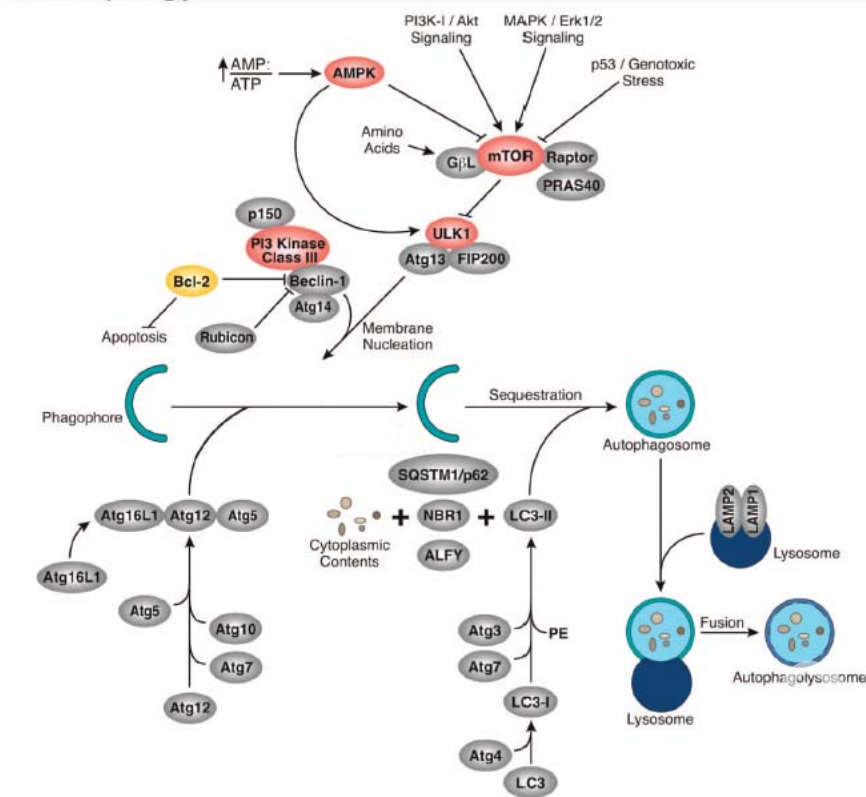 PI3K-I / Akt
Signaling
MAPK / Erk1/2
Signaling
p53 / Genotoxic
Stress
AMP:
ATP
AMPK
Amino
Acids
GβL
mTOR
Raptor
PRAS40
p150
PI3 Kinase
Class III
ULK1
Atg13
FIP200
Bcl-2
Beclin-1
Atg14
Apoptosis
Rubicon
Membrane
Nucleation
Phagophore
Sequestration
Autophagosome
SQSTM1/p62
Atg16L1
Atg12
Atg5
Cytoplasmic
Contents
+
NBR1
+
LC3-II
ALFY
LAMP2
LAMP1
Lysosome
Atg16L1
Atg5
Atg10
Atg7
Atg12
Atg3
PE
Atg7
LC3-I
Atg4
LC3
Fusion
Lysosome
Autophagolysosome